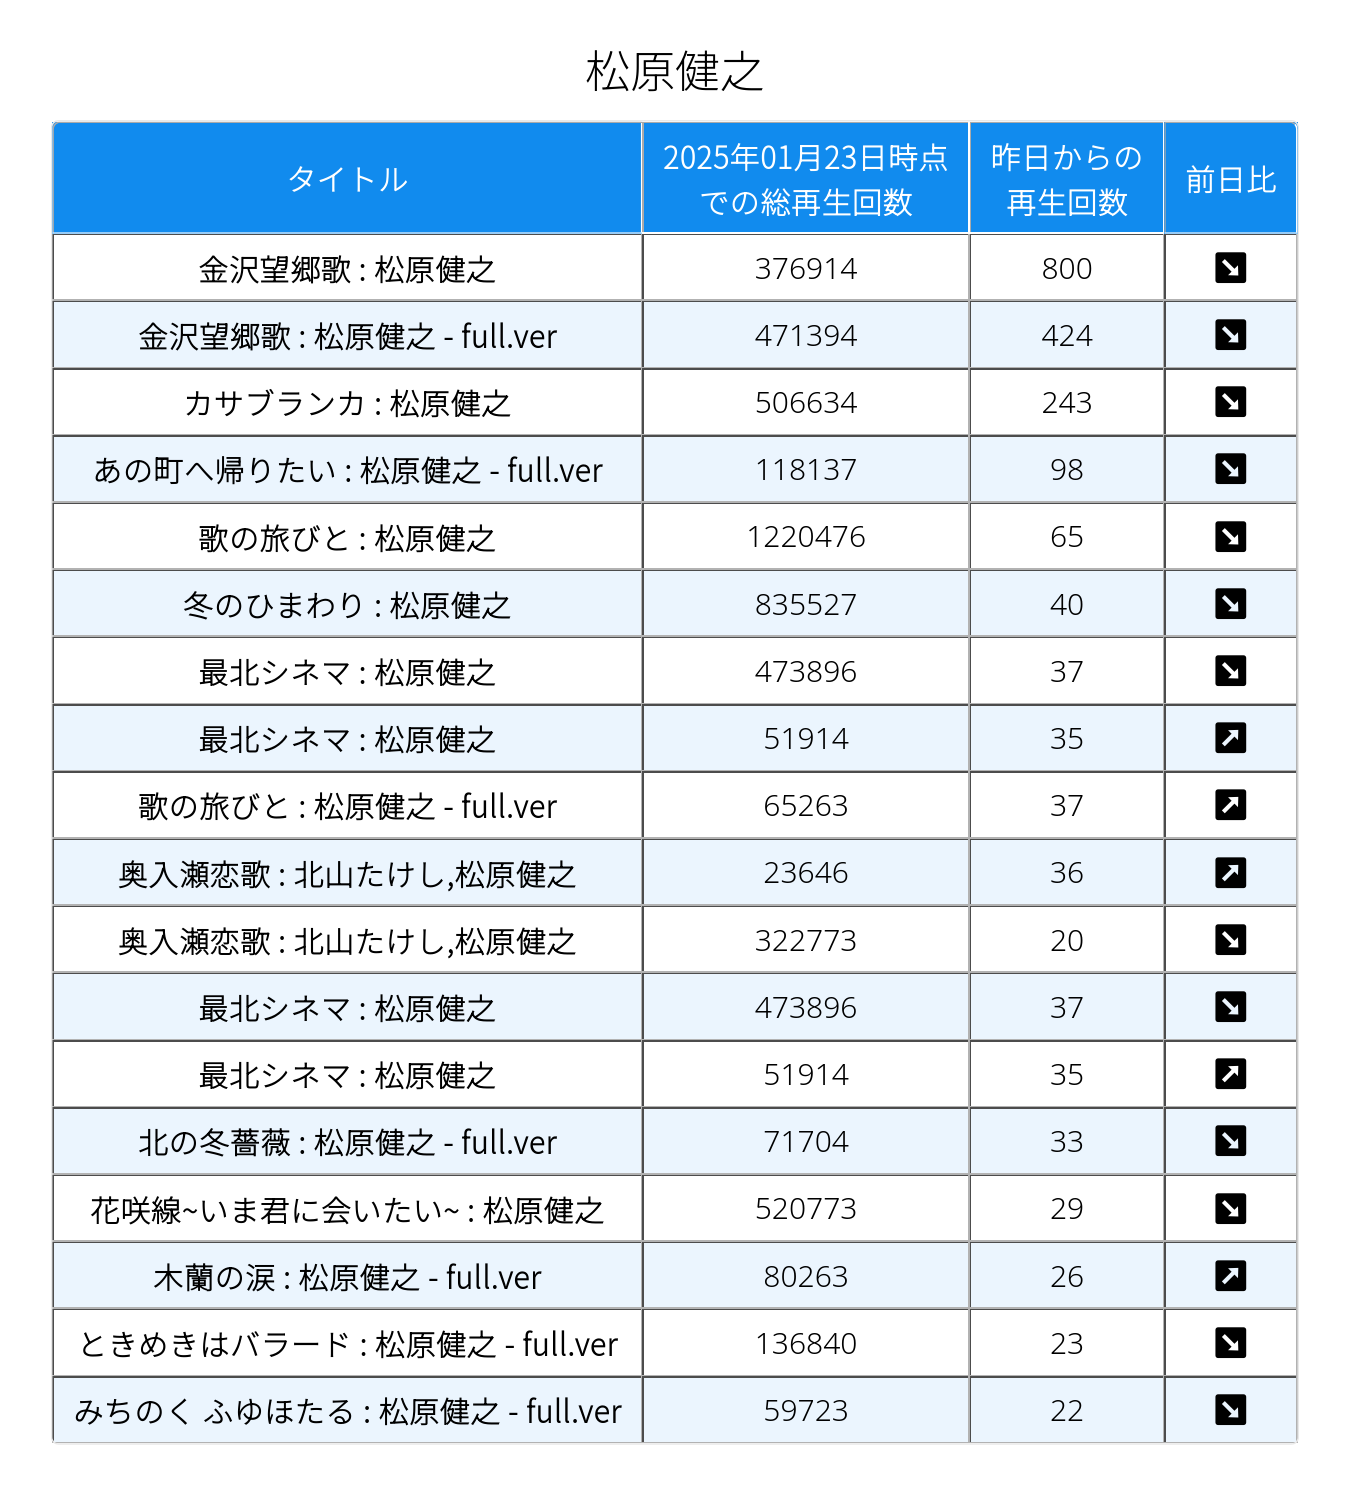 松原健之
タイトル 2025年01月23日時点での総再生回数 昨日からの再生回数 前日比
金沢望郷歌 : 松原健之 376914 800 ↘
金沢望郷歌 : 松原健之 - full.ver 471394 424 ↘
カサブランカ : 松原健之 506634 243 ↘
あの町へ帰りたい : 松原健之 - full.ver 118137 98 ↘
歌の旅びと : 松原健之 1220476 65 ↘
冬のひまわり : 松原健之 835527 40 ↘
最北シネマ : 松原健之 473896 37 ↘
最北シネマ : 松原健之 51914 35 ↗
歌の旅びと : 松原健之 - full.ver 65263 37 ↗
奥入瀬恋歌 : 北山たけし,松原健之 23646 36 ↗
奥入瀬恋歌 : 北山たけし,松原健之 322773 20 ↘
最北シネマ : 松原健之 473896 37 ↘
最北シネマ : 松原健之 51914 35 ↗
北の冬薔薇 : 松原健之 - full.ver 71704 33 ↘
花咲線~いま君に会いたい~ : 松原健之 520773 29 ↘
木蘭の涙 : 松原健之 - full.ver 80263 26 ↗
ときめきはバラード : 松原健之 - full.ver 136840 23 ↘
みちのく ふゆほたる : 松原健之 - full.ver 59723 22 ↘